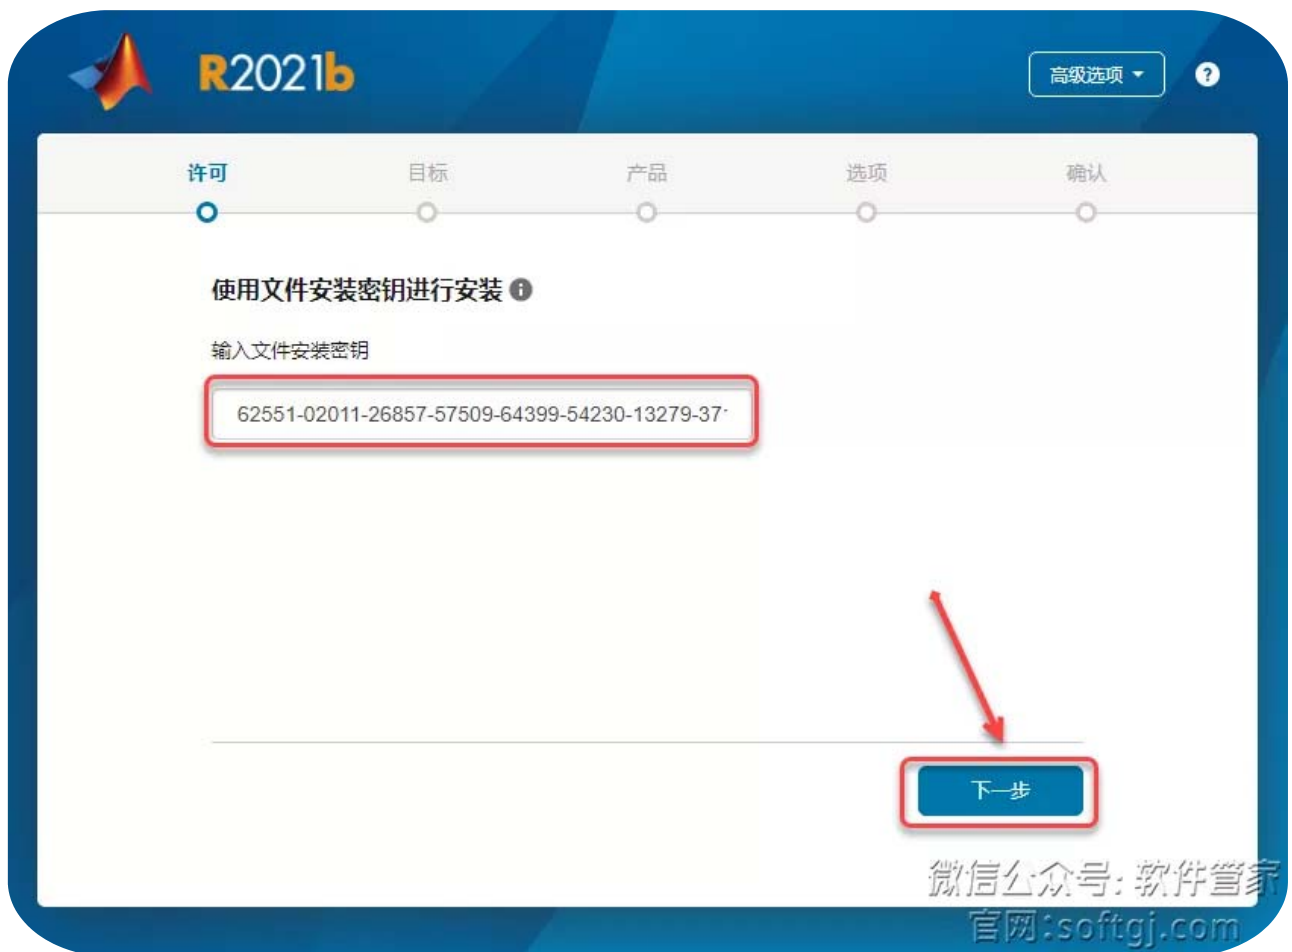 R2021b
高级选项
许可
目标
产品
选项
确认
使用文件安装密钥进行安装
输入文件安装密钥
62551-02011-26857-57509-64399-54230-13279-37
下一步
微信公众号: 软件管家
官网:softgj.com